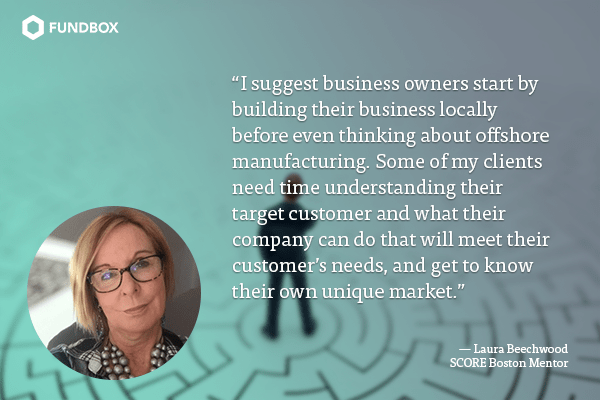 FUNDBOX
“I suggest business owners start by
building their business locally
before even thinking about offshore
manufacturing. Some of my clients
need time understanding their
target customer and what their
company can do that will meet their
customer’s needs, and get to know
their own unique market.”
— Laura Beechwood
SCORE Boston Mentor